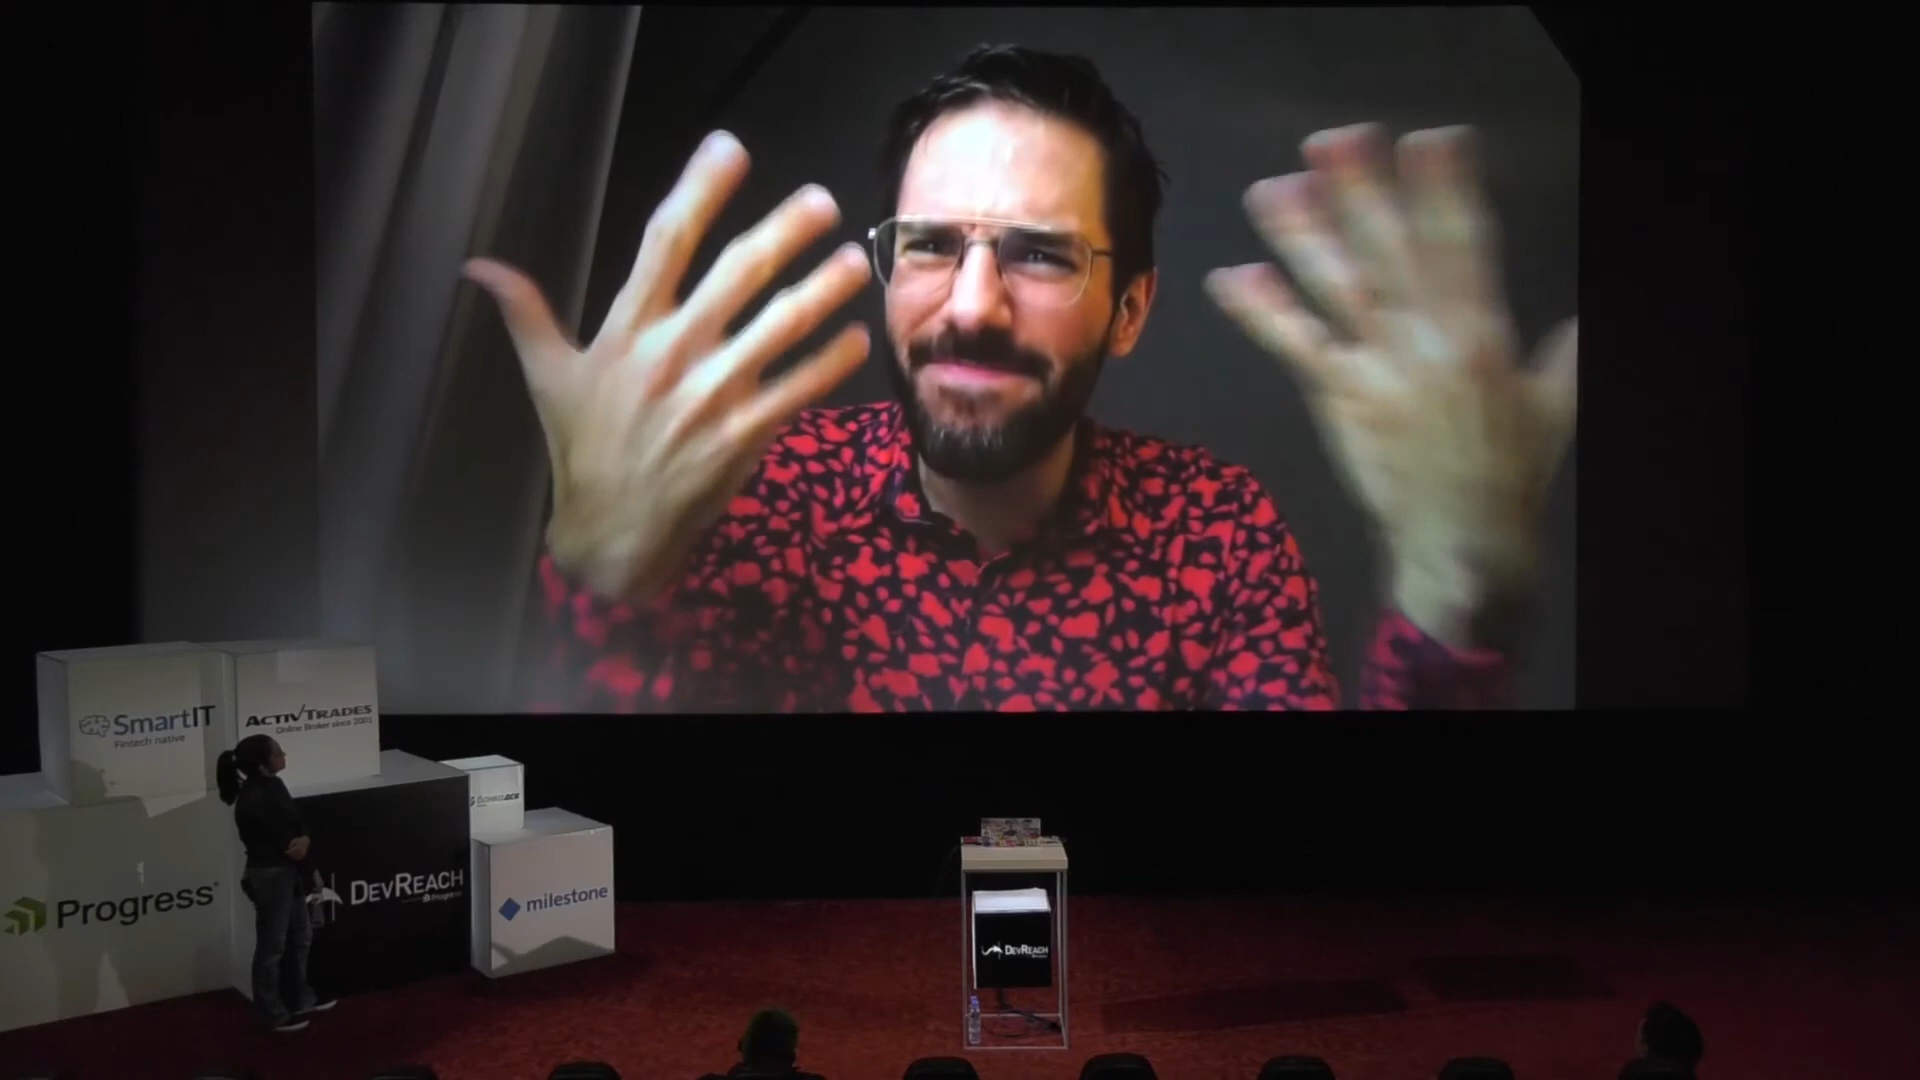 SmartIT
Fintech native
ACTIVTRADES
Online Broker since 2001
Progress
DEVREACH
milestone
DEVREACH